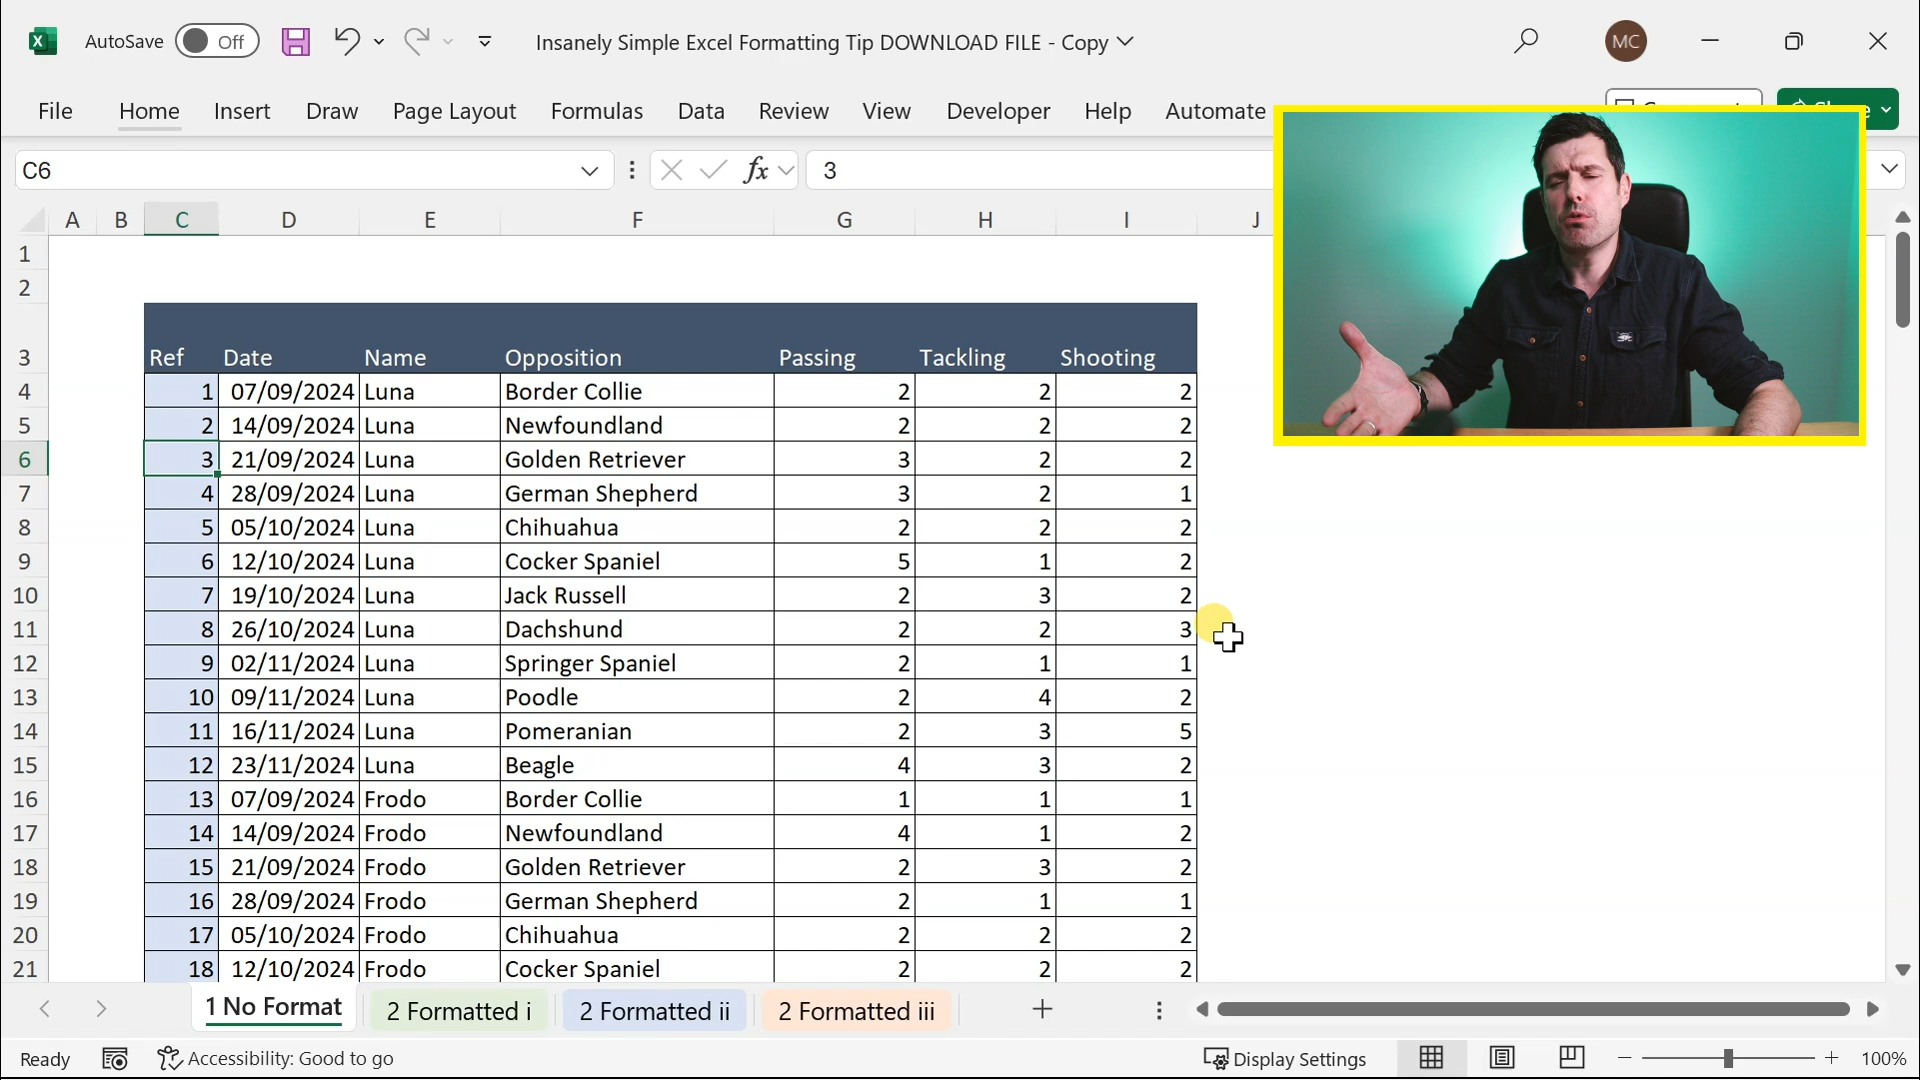 AutoSave Off Insanely Simple Excel Formatting Tip DOWNLOAD FILE - Copy MC
File Home Insert Draw Page Layout Formulas Data Review View Developer Help Automate
C6 fx 3
A B C D E F G H I J
1
2
3 Ref Date Name Opposition Passing Tackling Shooting
4 1 07/09/2024 Luna Border Collie 2 2 2
5 2 14/09/2024 Luna Newfoundland 2 2 2
6 3 21/09/2024 Luna Golden Retriever 3 2 2
7 4 28/09/2024 Luna German Shepherd 3 2 1
8 5 05/10/2024 Luna Chihuahua 2 2 2
9 6 12/10/2024 Luna Cocker Spaniel 5 1 2
10 7 19/10/2024 Luna Jack Russell 2 3 2
11 8 26/10/2024 Luna Dachshund 2 2 3
12 9 02/11/2024 Luna Springer Spaniel 2 1 1
13 10 09/11/2024 Luna Poodle 2 4 2
14 11 16/11/2024 Luna Pomeranian 2 3 5
15 12 23/11/2024 Luna Beagle 4 3 2
16 13 07/09/2024 Frodo Border Collie 1 1 1
17 14 14/09/2024 Frodo Newfoundland 4 1 2
18 15 21/09/2024 Frodo Golden Retriever 2 3 2
19 16 28/09/2024 Frodo German Shepherd 2 1 1
20 17 05/10/2024 Frodo Chihuahua 2 2 2
21 18 12/10/2024 Frodo Cocker Spaniel 2 2 2
1 No Format 2 Formatted i 2 Formatted ii 2 Formatted iii
Ready Accessibility: Good to go Display Settings 100%